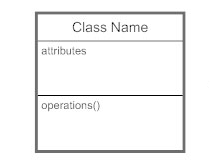 Class Name
attributes
operations()